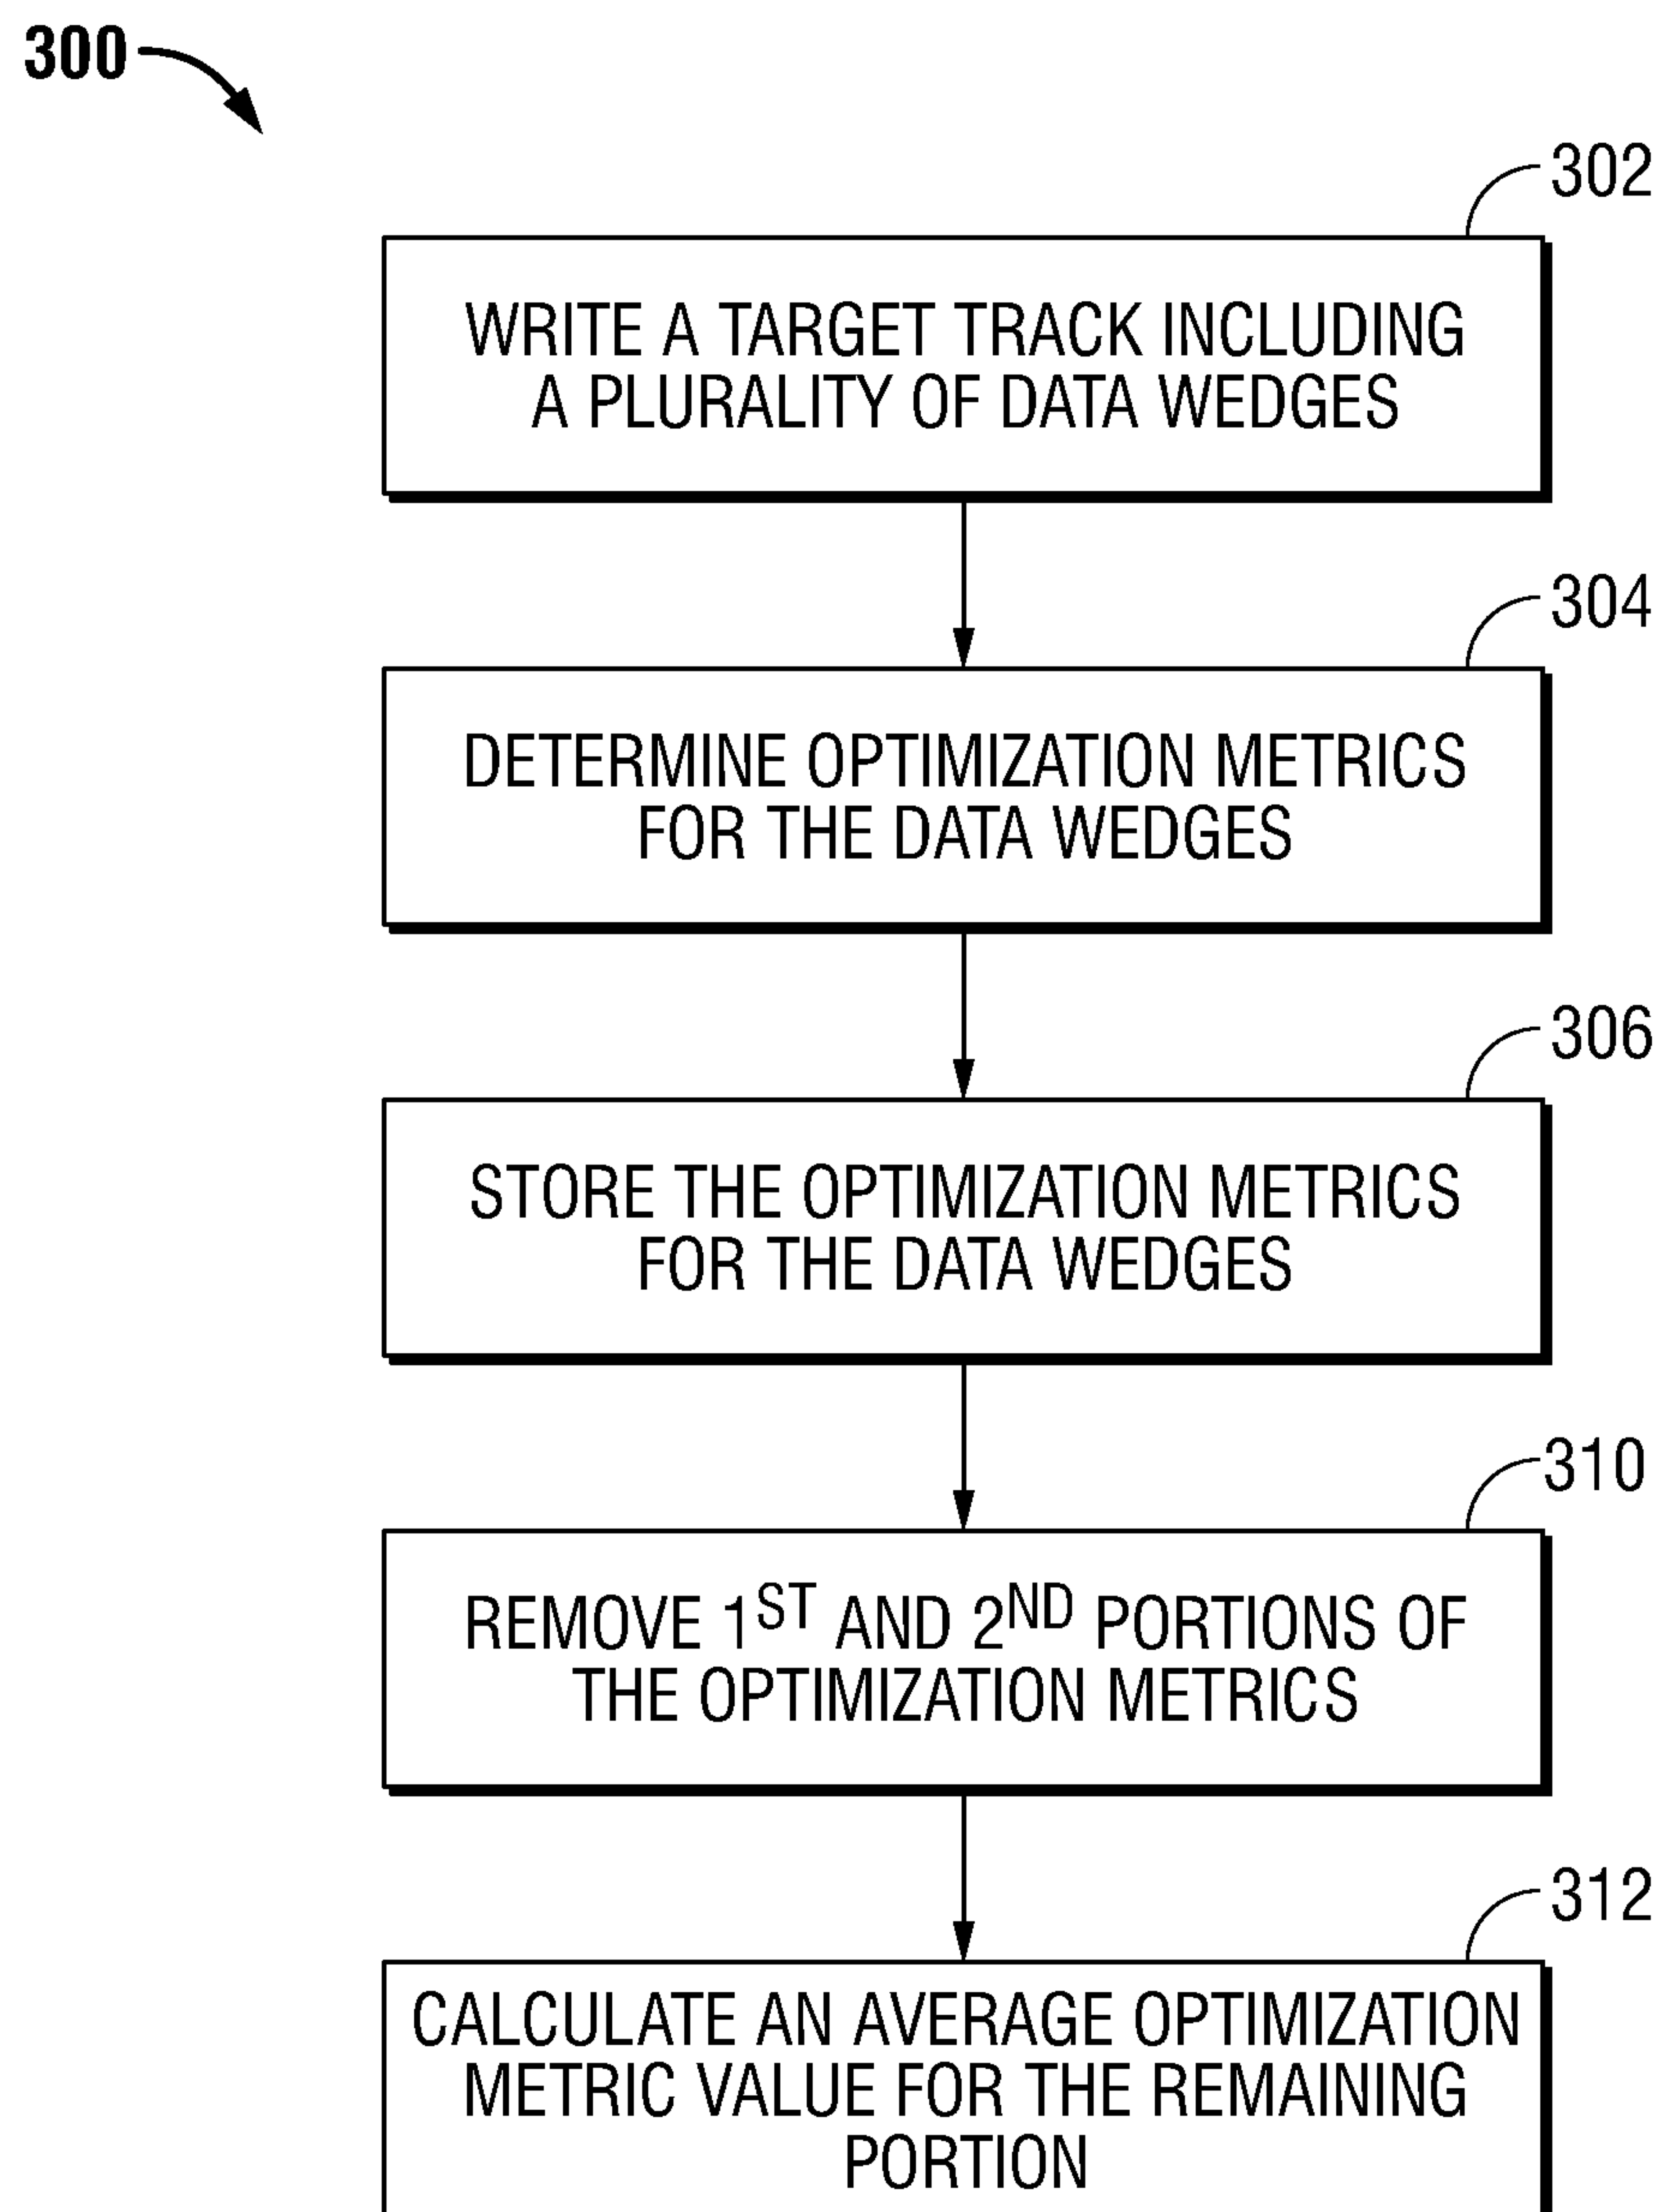 300
302
WRITE A TARGET TRACK INCLUDING
A PLURALITY OF DATA WEDGES
304
DETERMINE OPTIMIZATION METRICS
FOR THE DATA WEDGES
306
STORE THE OPTIMIZATION METRICS
FOR THE DATA WEDGES
310
REMOVE 1ST AND 2ND PORTIONS OF
THE OPTIMIZATION METRICS
312
CALCULATE AN AVERAGE OPTIMIZATION
METRIC VALUE FOR THE REMAINING
PORTION